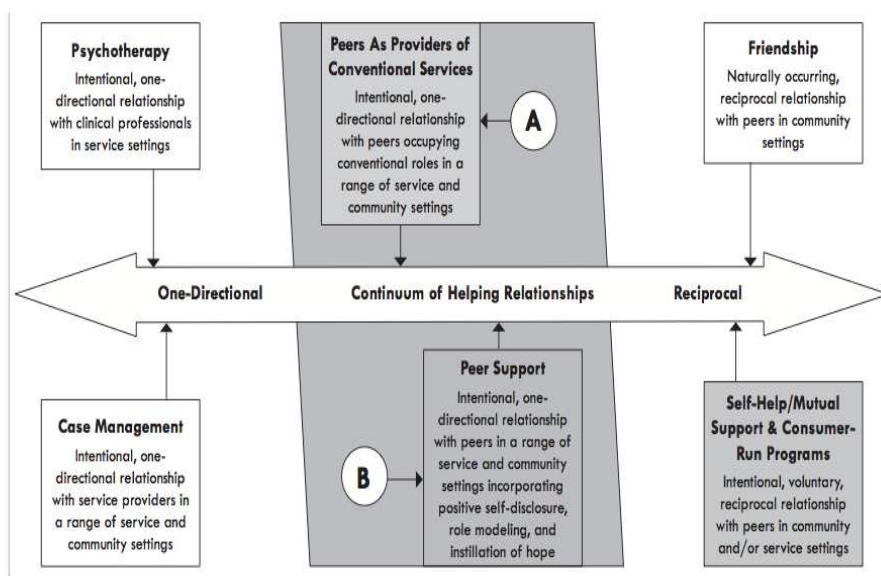 Psychotherapy
Intentional, one-
directional relationship
with clinical professionals
in service settings
Peers As Providers of
Conventional Services
Intentional, one-
directional relationship
with peers occupying
conventional roles in a
range of service and
community settings
A
Friendship
Naturally occurring,
reciprocal relationship
with peers in community
settings
One-Directional
Continuum of Helping Relationships
Reciprocal
Case Management
Intentional, one-
directional relationship
with service providers in
a range of service and
community settings
B
Peer Support
Intentional, one-
directional relationship
with peers in a range of
service and community
settings incorporating
positive self-disclosure,
role modeling, and
instillation of hope
Self-Help/Mutual
Support & Consumer-
Run Programs
Intentional, voluntary,
reciprocal relationship
with peers in community
and/or service settings